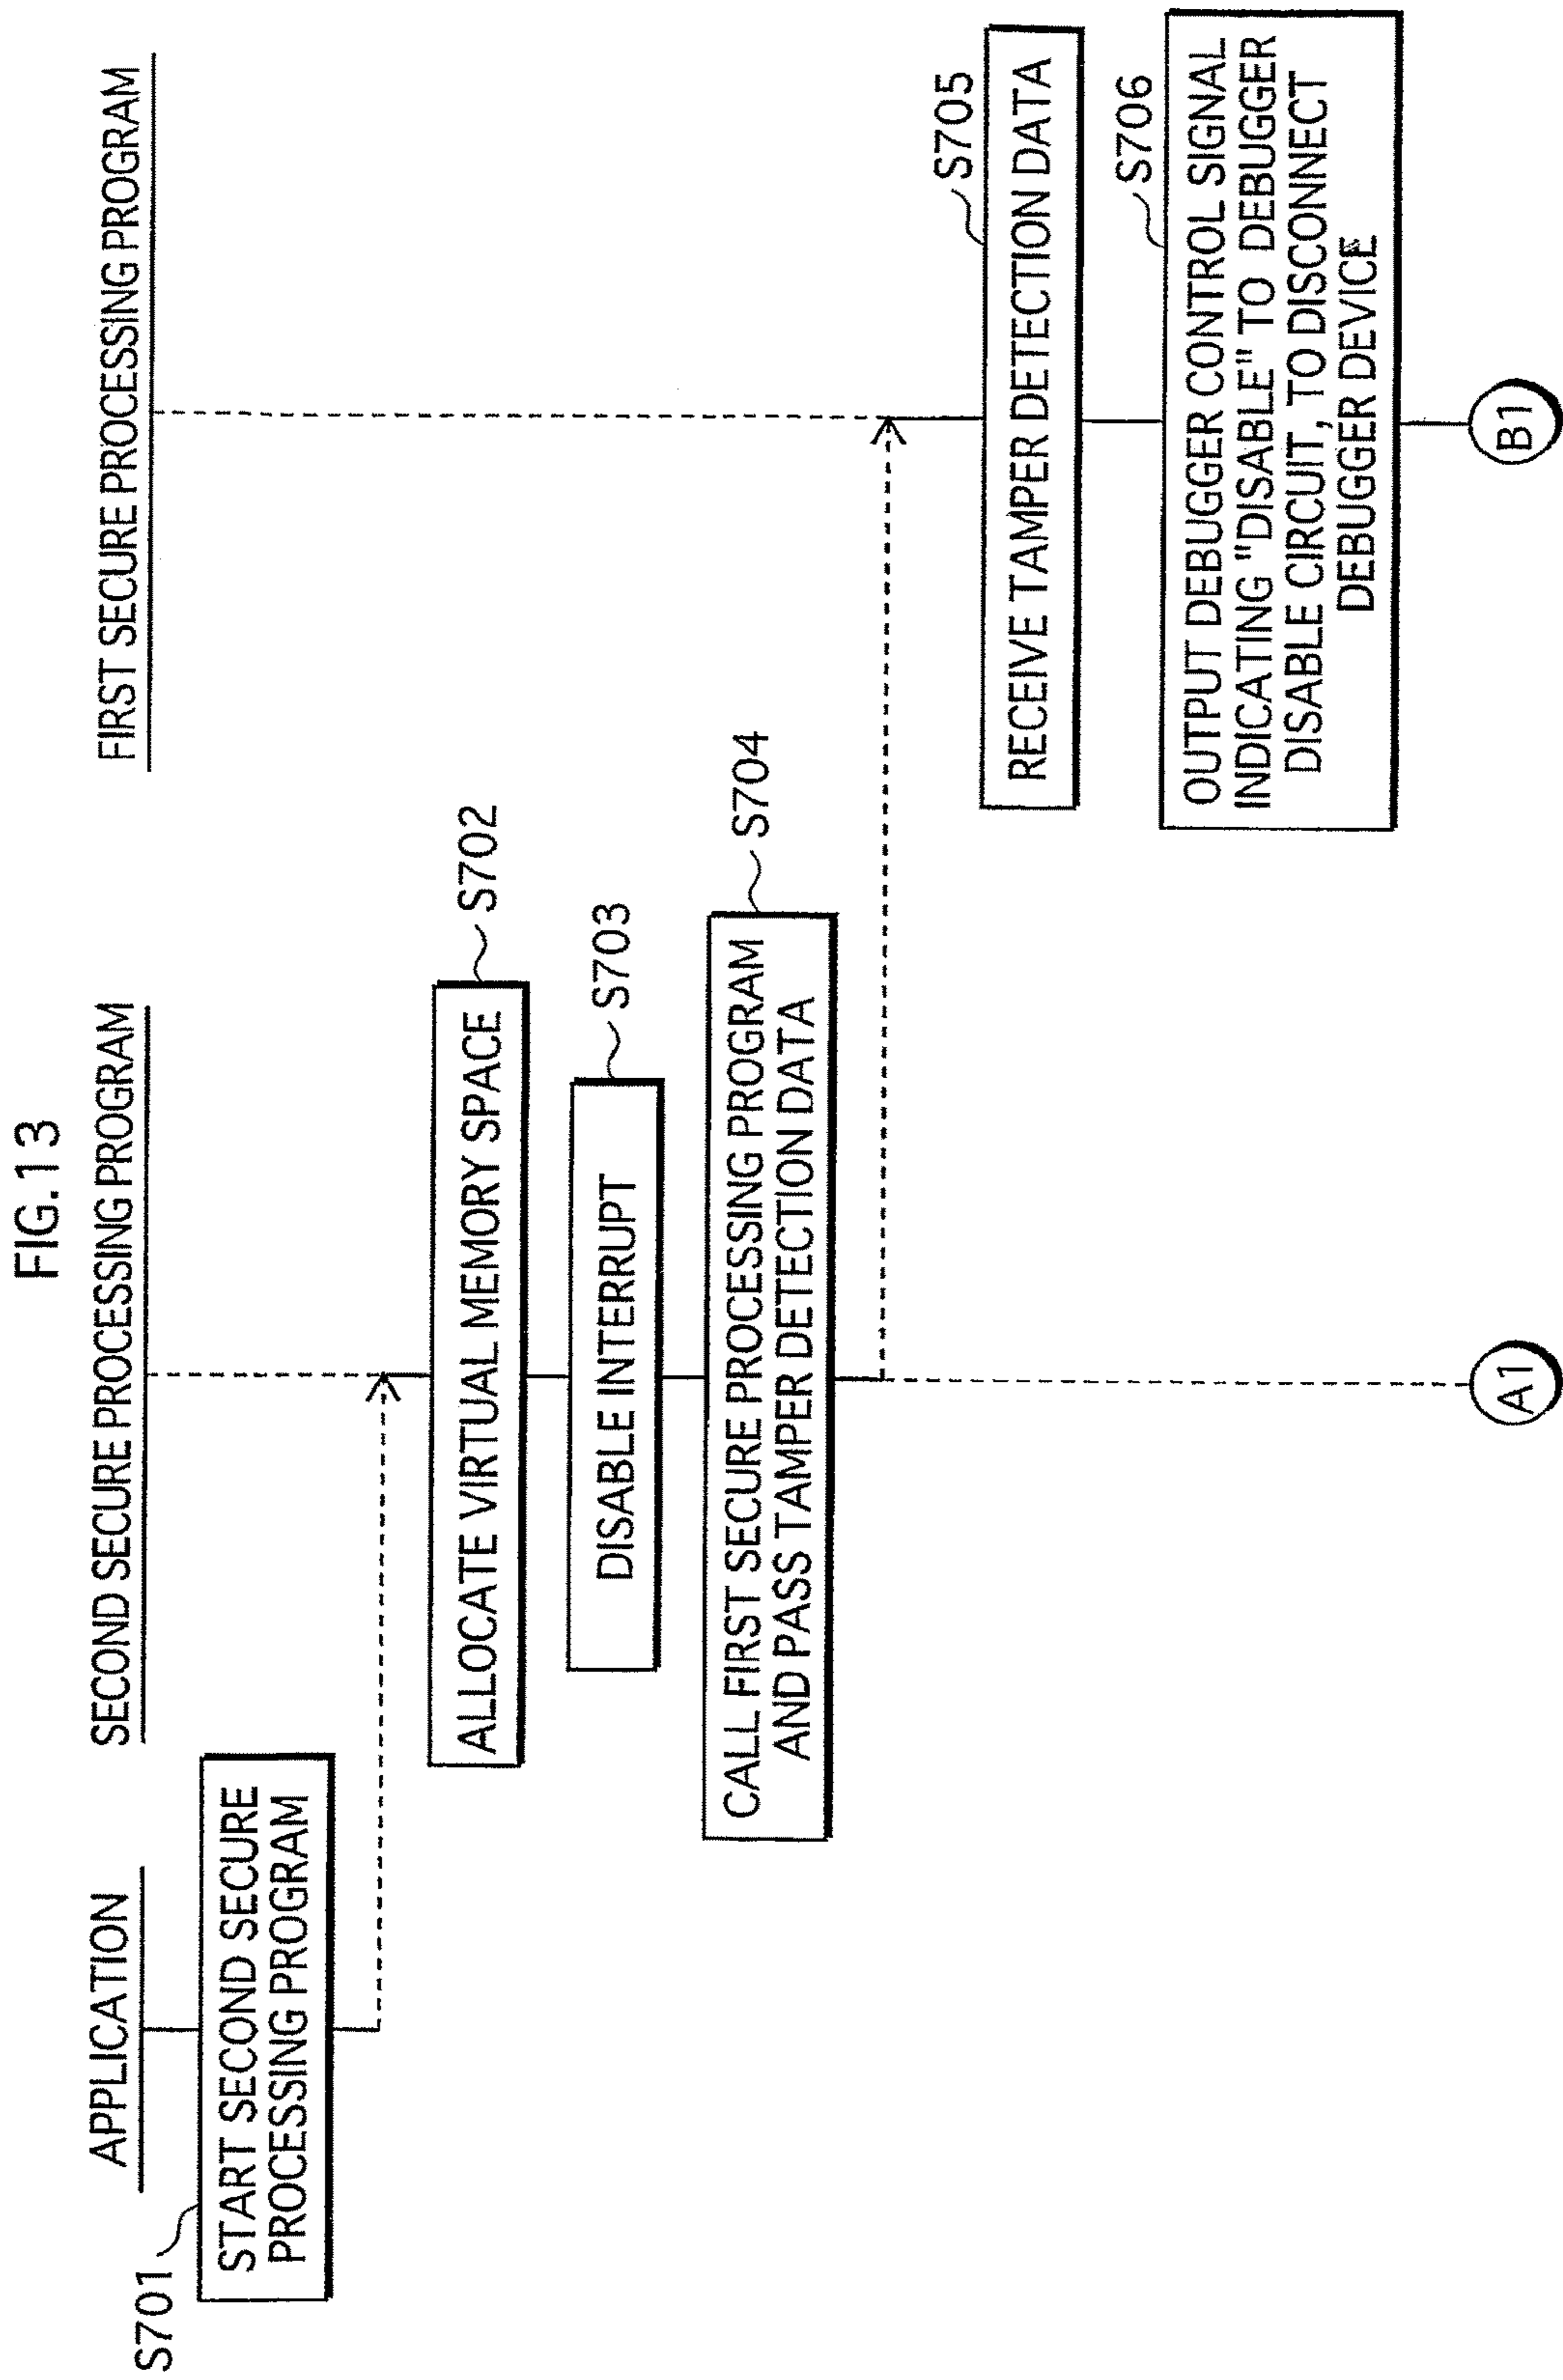 FIG.13
APPLICATION
SECOND SECURE PROCESSING PROGRAM
FIRST SECURE PROCESSING PROGRAM
S701
START SECOND SECURE
PROCESSING PROGRAM
S702
ALLOCATE VIRTUAL MEMORY SPACE
S703
DISABLE INTERRUPT
S704
CALL FIRST SECURE PROCESSING PROGRAM
AND PASS TAMPER DETECTION DATA
S705
RECEIVE TAMPER DETECTION DATA
S706
OUTPUT DEBUGGER CONTROL SIGNAL
INDICATING "DISABLE" TO DEBUGGER
DISABLE CIRCUIT, TO DISCONNECT
DEBUGGER DEVICE
A1
B1